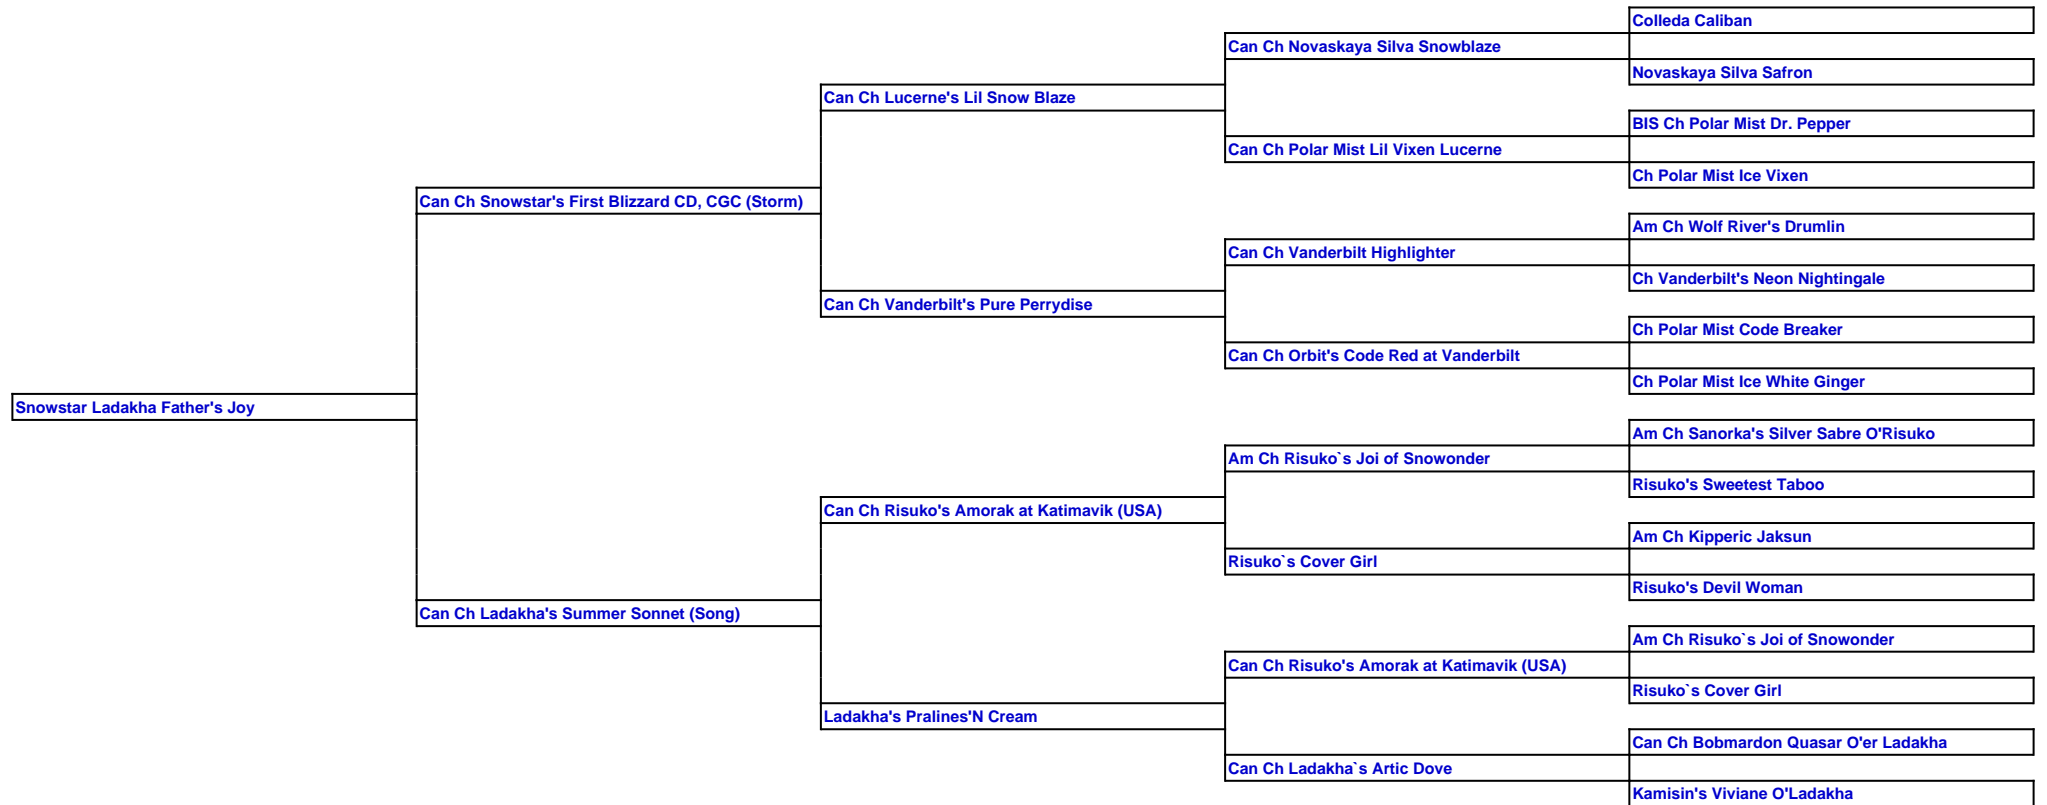 Colleda Caliban
Can Ch Novaskaya Silva Snowblaze
Novaskaya Silva Safron
Can Ch Lucerne's Lil Snow Blaze
BIS Ch Polar Mist Dr. Pepper
Can Ch Polar Mist Lil Vixen Lucerne
Ch Polar Mist Ice Vixen
Can Ch Snowstar's First Blizzard CD, CGC (Storm)
Am Ch Wolf River's Drumlin
Can Ch Vanderbilt Highlighter
Ch Vanderbilt's Neon Nightingale
Can Ch Vanderbilt's Pure Perrydise
Ch Polar Mist Code Breaker
Can Ch Orbit's Code Red at Vanderbilt
Ch Polar Mist Ice White Ginger
Snowstar Ladakha Father's Joy
Am Ch Sanorka's Silver Sabre O'Risuko
Am Ch Risuko`s Joi of Snowonder
Risuko's Sweetest Taboo
Can Ch Risuko's Amorak at Katimavik (USA)
Am Ch Kipperic Jaksun
Risuko`s Cover Girl
Risuko's Devil Woman
Can Ch Ladakha's Summer Sonnet (Song)
Am Ch Risuko`s Joi of Snowonder
Can Ch Risuko's Amorak at Katimavik (USA)
Risuko`s Cover Girl
Ladakha's Pralines'N Cream
Can Ch Bobmardon Quasar O'er Ladakha
Can Ch Ladakha`s Artic Dove
Kamisin's Viviane O'Ladakha